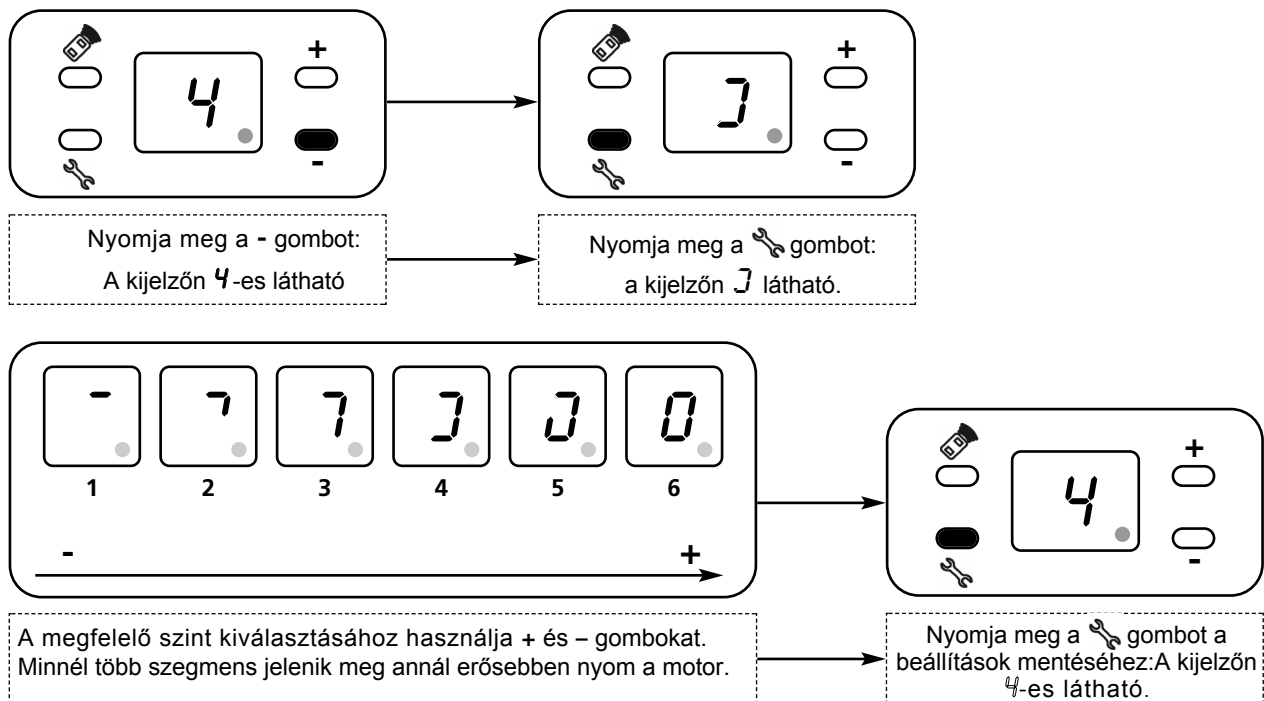 +
4
-
+
-
Nyomja meg a - gombot:
A kijelzőn 4-es látható
Nyomja meg a gombot:
a kijelzőn látható.
1 2 3 4 5 6
- +
+
4
-
A megfelelő szint kiválasztásához használja + és – gombokat.
Minnél több szegmens jelenik meg annál erősebben nyom a motor.
Nyomja meg a gombot a
beállítások mentéséhez:A kijelzőn
4-es látható.